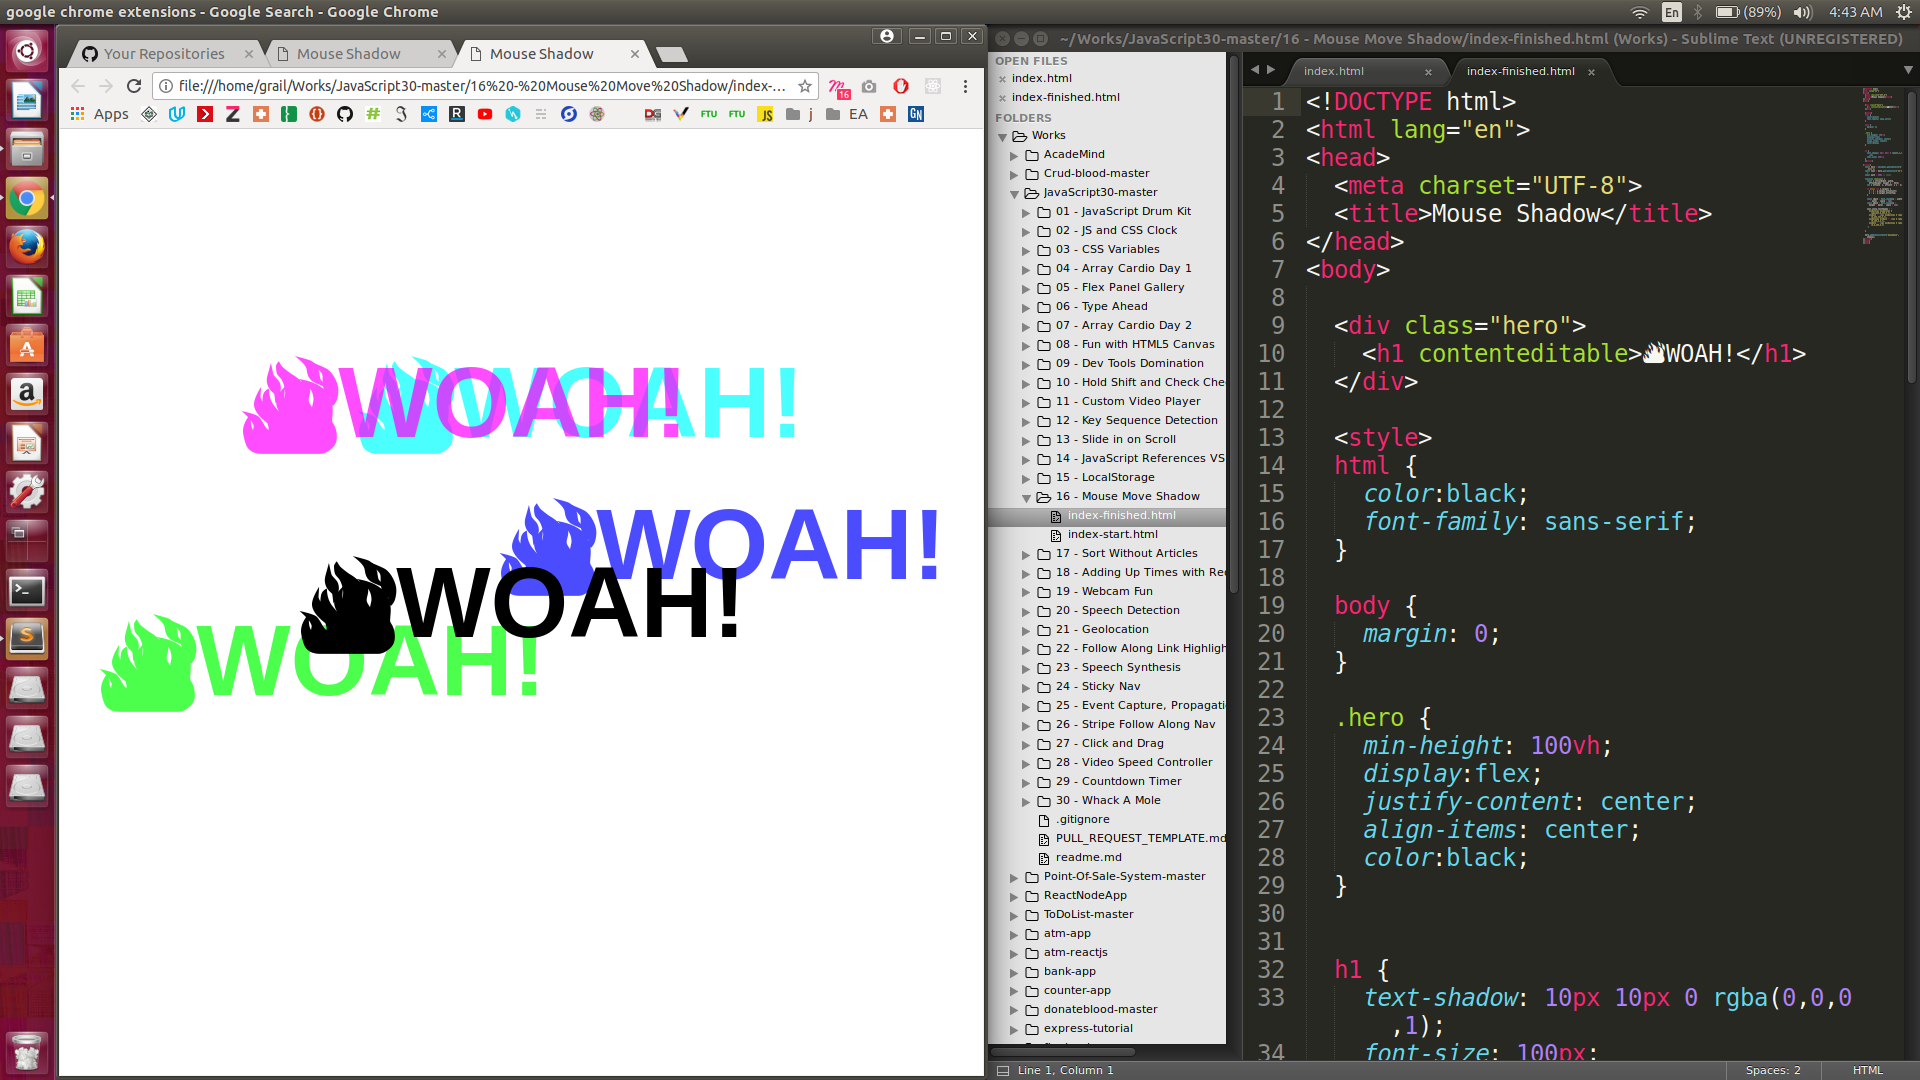 google chrome extensions - Google Search - Google Chrome
En (89%) 4:43 AM
Your Repositories
Mouse Shadow
Mouse Shadow
file:///home/grail/Works/JavaScript30-master/16%20-%20Mouse%20Move%20Shadow/index-...
16
Apps
DG FTU FTU JS j EA GN
WOAH!
WOAH!
WOAH!
WOAH!
WOAH!
~/Works/JavaScript30-master/16 - Mouse Move Shadow/index-finished.html (Works) - Sublime Text (UNREGISTERED)
OPEN FILES
index.html
index-finished.html
FOLDERS
Works
AcadeMind
Crud-blood-master
JavaScript30-master
01 - JavaScript Drum Kit
02 - JS and CSS Clock
03 - CSS Variables
04 - Array Cardio Day 1
05 - Flex Panel Gallery
06 - Type Ahead
07 - Array Cardio Day 2
08 - Fun with HTML5 Canvas
09 - Dev Tools Domination
10 - Hold Shift and Check Che
11 - Custom Video Player
12 - Key Sequence Detection
13 - Slide in on Scroll
14 - JavaScript References VS
15 - LocalStorage
16 - Mouse Move Shadow
index-finished.html
index-start.html
17 - Sort Without Articles
18 - Adding Up Times with Re
19 - Webcam Fun
20 - Speech Detection
21 - Geolocation
22 - Follow Along Link Highligh
23 - Speech Synthesis
24 - Sticky Nav
25 - Event Capture, Propagati
26 - Stripe Follow Along Nav
27 - Click and Drag
28 - Video Speed Controller
29 - Countdown Timer
30 - Whack A Mole
.gitignore
PULL_REQUEST_TEMPLATE.md
readme.md
Point-Of-Sale-System-master
ReactNodeApp
ToDoList-master
atm-app
atm-reactjs
bank-app
counter-app
donateblood-master
express-tutorial
index.html
index-finished.html
1 <!DOCTYPE html>
2 <html lang="en">
3 <head>
4 <meta charset="UTF-8">
5 <title>Mouse Shadow</title>
6 </head>
7 <body>
8
9 <div class="hero">
10 <h1 contenteditable>🔥WOAH!</h1>
11 </div>
12
13 <style>
14 html {
15 color:black;
16 font-family: sans-serif;
17 }
18
19 body {
20 margin: 0;
21 }
22
23 .hero {
24 min-height: 100vh;
25 display:flex;
26 justify-content: center;
27 align-items: center;
28 color:black;
29 }
30
31
32 h1 {
33 text-shadow: 10px 10px 0 rgba(0,0,0
,1);
34 font-size: 100px;
Line 1, Column 1
Spaces: 2
HTML